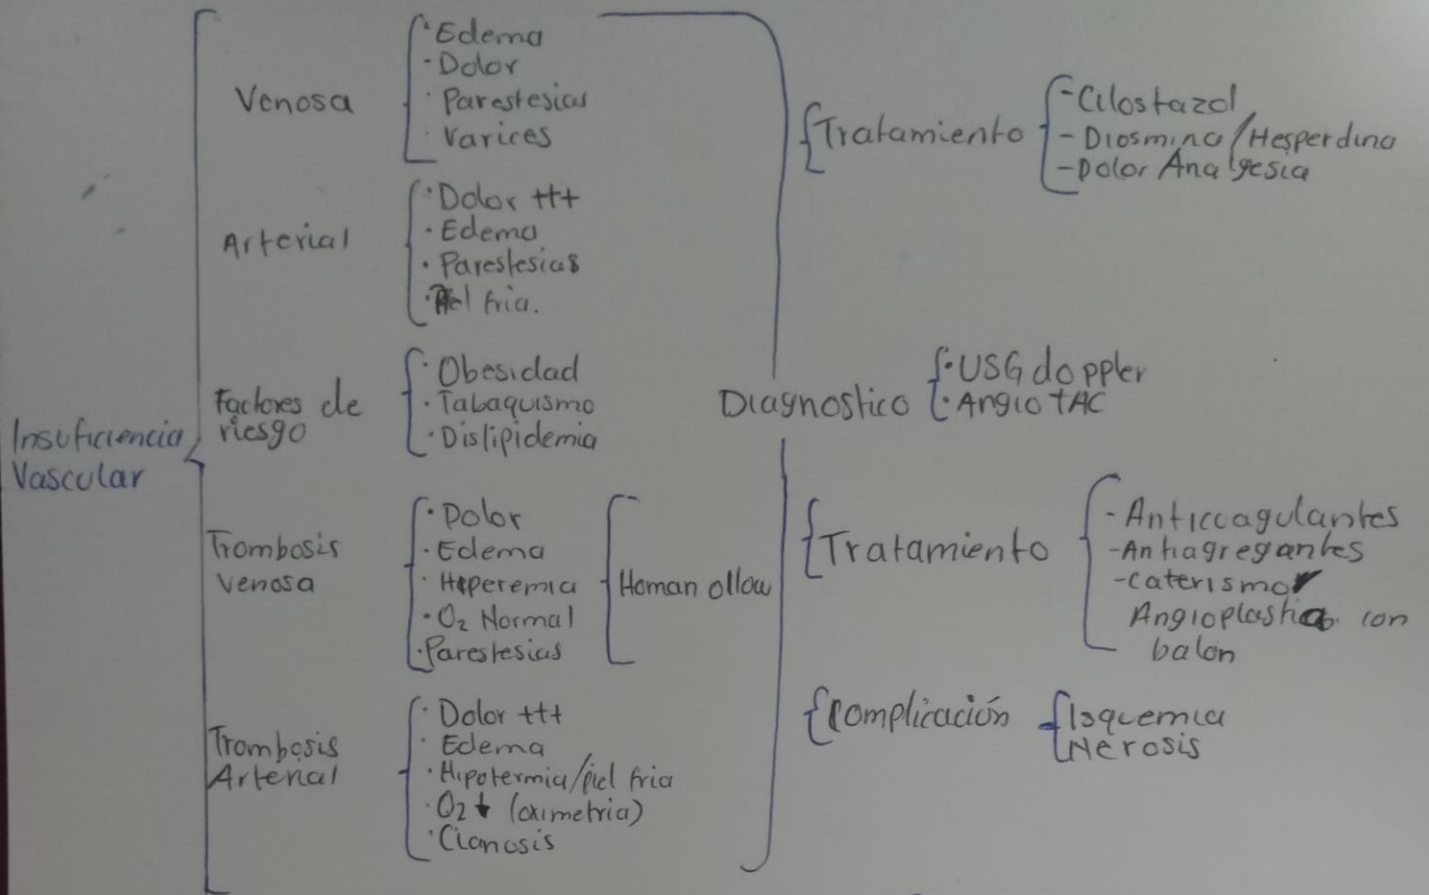 Insuficiencia
Vascular
Venosa
· Edema
· Dolor
· Parestesias
· Varices
Arterial
· Dolor +++
· Edema
· Parestesias
· Piel fria.
Factores de
riesgo
· Obesidad
· Tabaquismo
· Dislipidemia
Trombosis
Venosa
· Dolor
· Edema
· Hiperemia
· O2 Normal
· Parestesias
Homan ollow
Trombosis
Arterial
· Dolor +++
· Edema
· Hipotermia/piel fria
· O2 ↓ (oximetria)
· Cianosis
Tratamiento
- Cilostazol
- Diosmina/Hesperdina
- Dolor Analgesia
Diagnostico
· USG doppler
· Angio TAC
Tratamiento
- Anticoagulantes
- Antiagregantes
- Caterismo
Angioplastia con
balon
Complicación
Isquemia
Nerosis